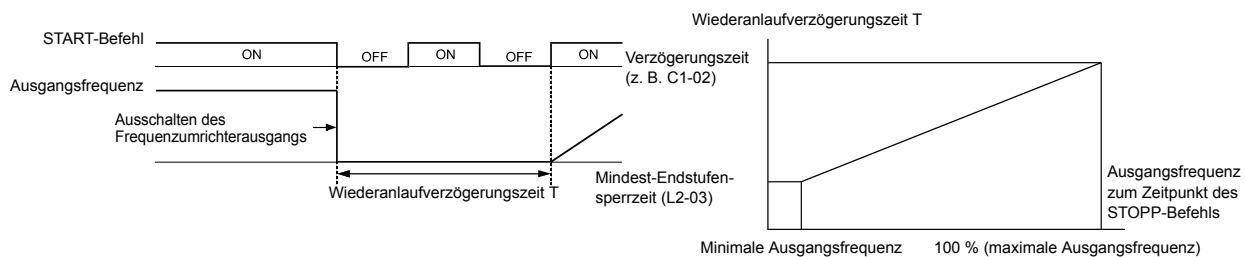 START-Befehl
ON
OFF
ON
OFF
ON
Ausgangsfrequenz
Ausschalten des
Frequenzumrichterausgangs
Wiederanlaufverzögerungszeit T
Wiederanlaufverzögerungszeit T
Verzögerungszeit
(z. B. C1-02)
Mindest-Endstufen-
sperrzeit (L2-03)
Ausgangsfrequenz
zum Zeitpunkt des
STOPP-Befehls
Minimale Ausgangsfrequenz
100 % (maximale Ausgangsfrequenz)